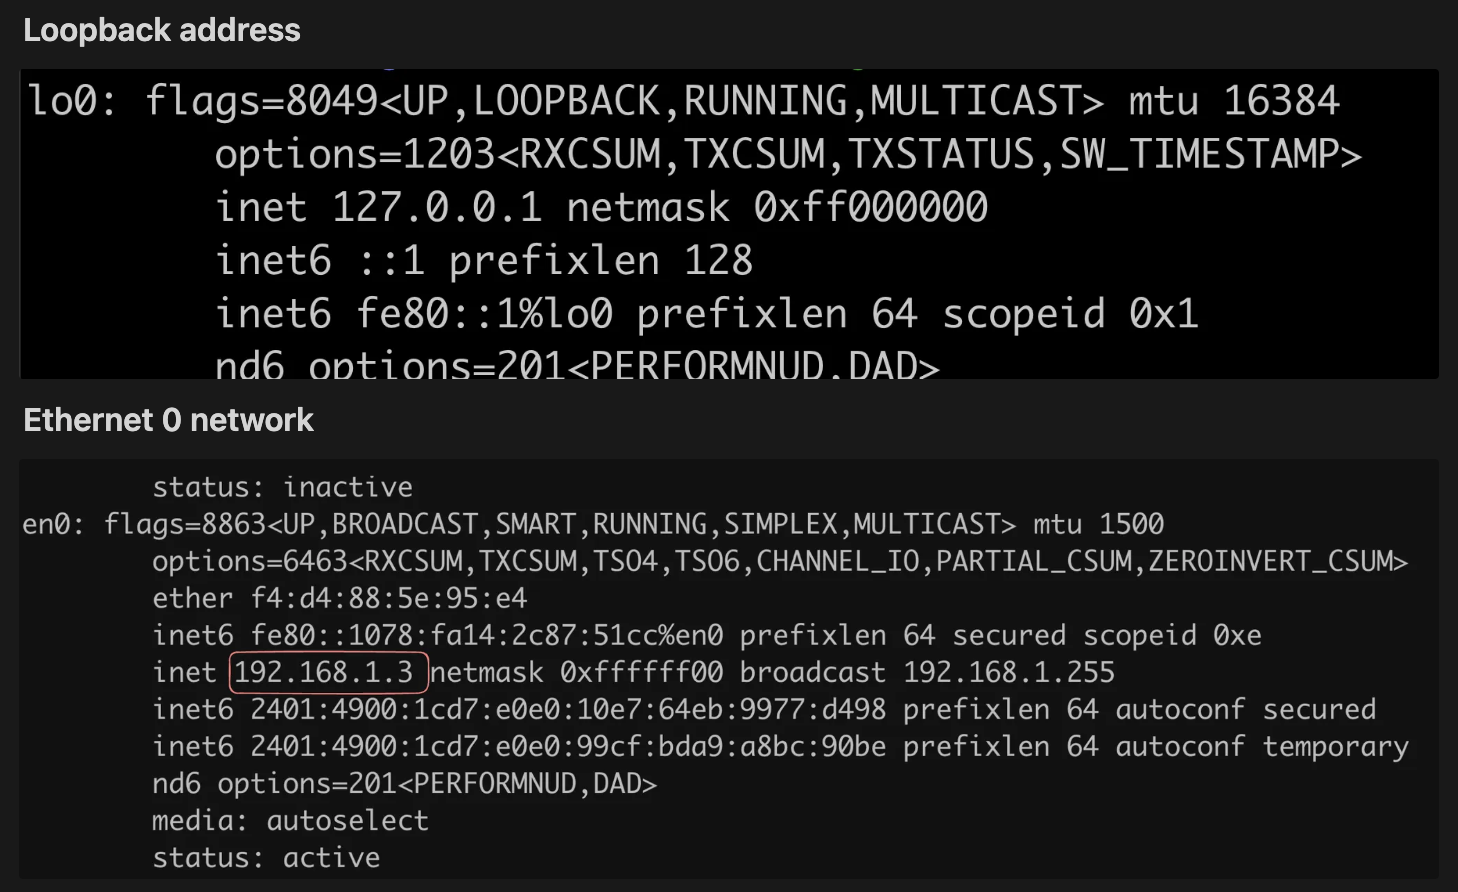 Loopback address
lo0: flags=8049<UP,LOOPBACK,RUNNING,MULTICAST> mtu 16384
options=1203<RXCSUM,TXCSUM,TXSTATUS,SW_TIMESTAMP>
inet 127.0.0.1 netmask 0xff000000
inet6 ::1 prefixlen 128
inet6 fe80::1%lo0 prefixlen 64 scopeid 0x1
nd6 options=201<PERFORMNUD,DAD>
Ethernet 0 network
status: inactive
en0: flags=8863<UP,BROADCAST,SMART,RUNNING,SIMPLEX,MULTICAST> mtu 1500
options=6463<RXCSUM,TXCSUM,TSO4,TSO6,CHANNEL_IO,PARTIAL_CSUM,ZEROINVERT_CSUM>
ether f4:d4:88:5e:95:e4
inet6 fe80::1078:fa14:2c87:51cc%en0 prefixlen 64 secured scopeid 0xe
inet 192.168.1.3 netmask 0xffffff00 broadcast 192.168.1.255
inet6 2401:4900:1cd7:e0e0:10e7:64eb:9977:d498 prefixlen 64 autoconf secured
inet6 2401:4900:1cd7:e0e0:99cf:bda9:a8bc:90be prefixlen 64 autoconf temporary
nd6 options=201<PERFORMNUD,DAD>
media: autoselect
status: active